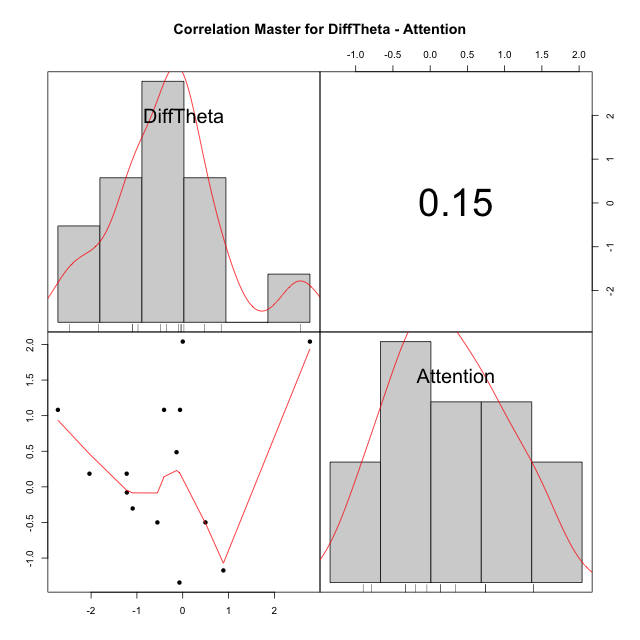 Correlation Master for DiffTheta - Attention
-1.0 -0.5 0.0 0.5 1.0 1.5 2.0
DiffTheta
0.15
2
1
0
-1
-2
2.0
1.5
1.0
0.5
0.0
-0.5
-1.0
Attention
-2 -1 0 1 2